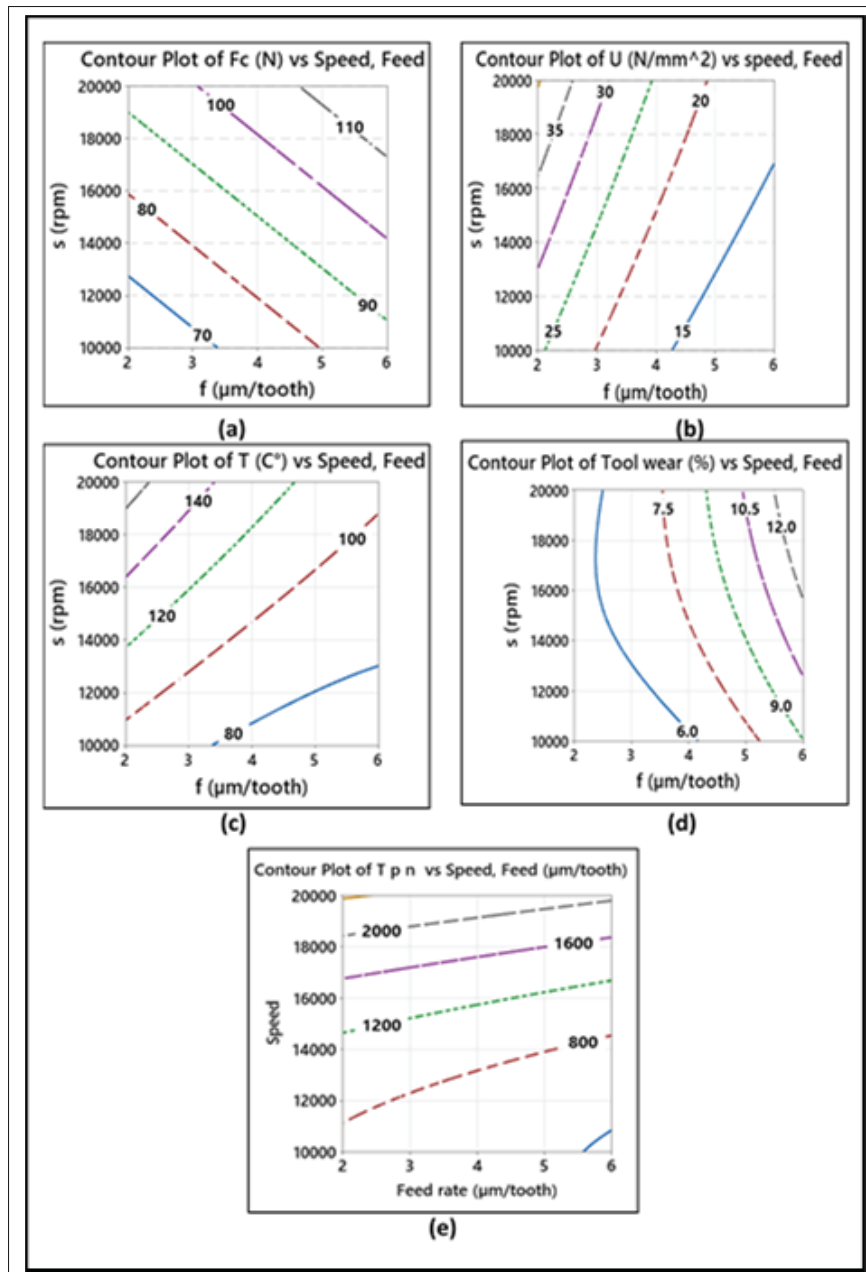 Contour Plot of Fc (N) vs Speed, Feed
20000
18000
16000
14000
12000
10000
s (rpm)
100
110
80
90
70
2 3 4 5 6
f (μm/tooth)
(a)
Contour Plot of U (N/mm^2) vs speed, Feed
20000
18000
16000
14000
12000
10000
s (rpm)
30
20
35
25
15
2 3 4 5 6
f (μm/tooth)
(b)
Contour Plot of T (C°) vs Speed, Feed
20000
18000
16000
14000
12000
10000
s (rpm)
140
100
120
80
2 3 4 5 6
f (μm/tooth)
(c)
Contour Plot of Tool wear (%) vs Speed, Feed
20000
18000
16000
14000
12000
10000
s (rpm)
7.5
10.5
12.0
9.0
6.0
2 3 4 5 6
f (μm/tooth)
(d)
Contour Plot of T p n vs Speed, Feed (μm/tooth)
20000
18000
16000
14000
12000
10000
Speed
2000
1600
1200
800
2 3 4 5 6
Feed rate (μm/tooth)
(e)